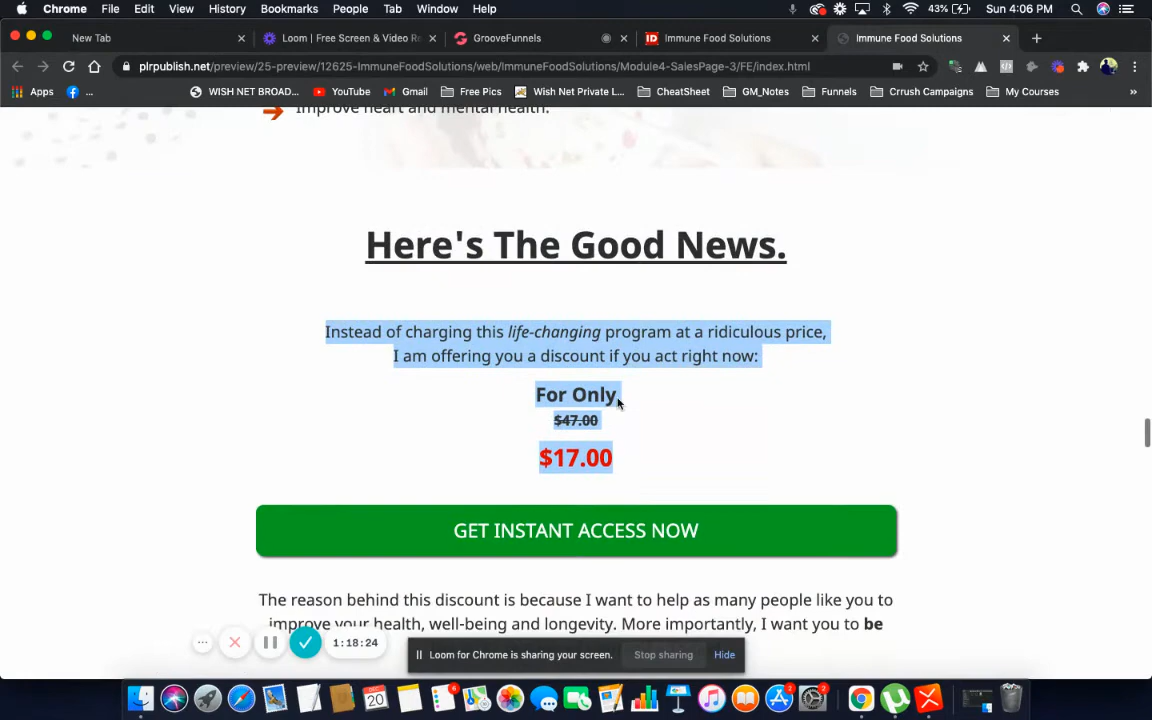 Chrome File Edit View History Bookmarks People Tab Window Help 43% Sun 4:06 PM
New Tab Loom | Free Screen & Video Re GrooveFunnels Immune Food Solutions Immune Food Solutions
plrpublish.net/preview/25-preview/12625-ImmuneFoodSolutions/web/ImmuneFoodSolutions/Module4-SalesPage-3/FE/index.html
Apps ... WISH NET BROAD... YouTube Gmail Free Pics Wish Net Private L... CheatSheet GM_Notes Funnels Crrush Campaigns My Courses »
Improve heart and mental health.
Here's The Good News.
Instead of charging this life-changing program at a ridiculous price,
I am offering you a discount if you act right now:
For Only
$47.00
$17.00
GET INSTANT ACCESS NOW
The reason behind this discount is because I want to help as many people like you to
improve your health, well-being and longevity. More importantly, I want you to be
1:18:24
Loom for Chrome is sharing your screen. Stop sharing Hide
DEC
20
6
2
2